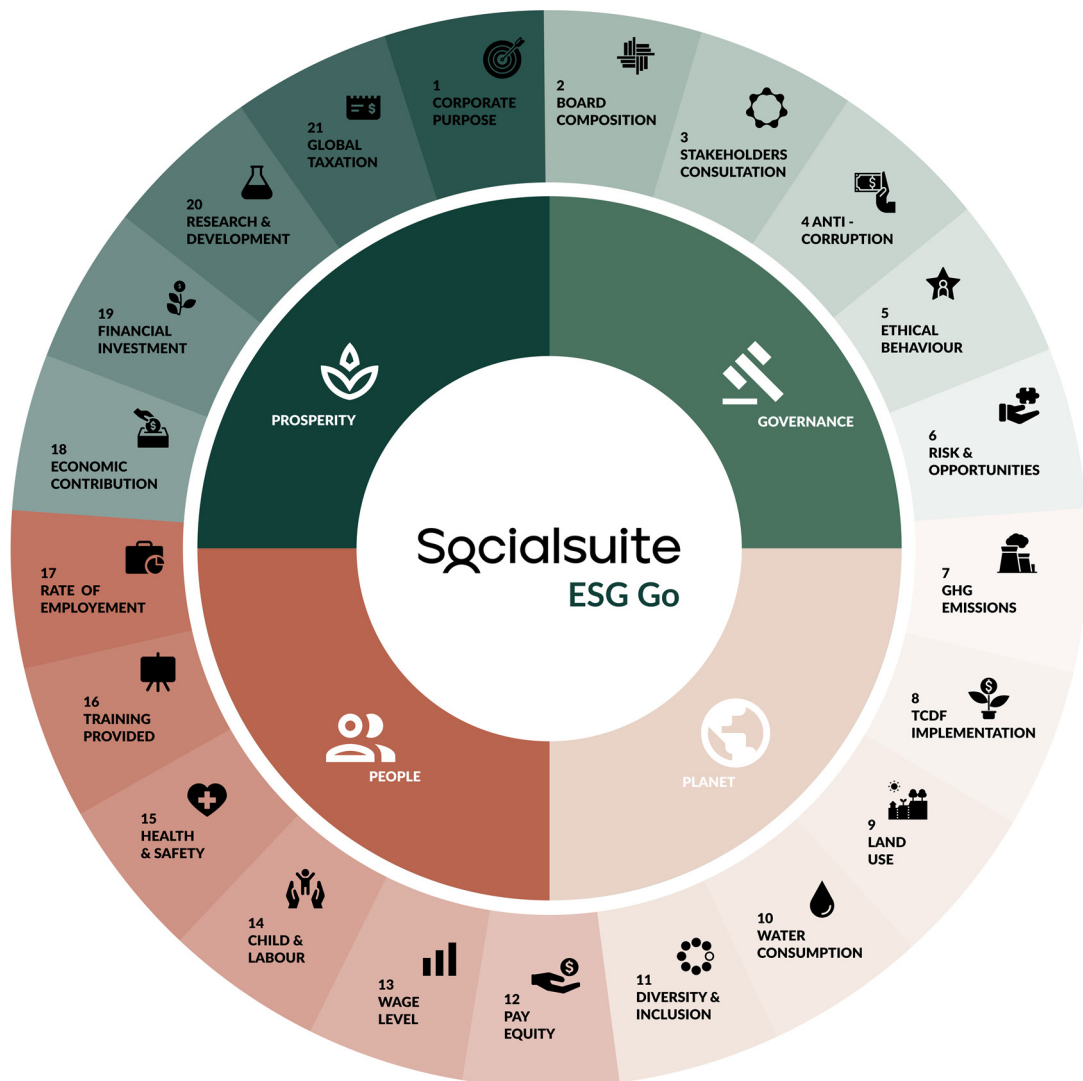 1
CORPORATE
PURPOSE
2
BOARD
COMPOSITION
3
STAKEHOLDERS
CONSULTATION
4 ANTI -
CORRUPTION
5
ETHICAL
BEHAVIOUR
6
RISK &
OPPORTUNITIES
7
GHG
EMISSIONS
8
TCDF
IMPLEMENTATION
9
LAND
USE
10
WATER
CONSUMPTION
11
DIVERSITY &
INCLUSION
12
PAY
EQUITY
13
WAGE
LEVEL
14
CHILD &
LABOUR
15
HEALTH
& SAFETY
16
TRAINING
PROVIDED
17
RATE OF
EMPLOYEMENT
18
ECONOMIC
CONTRIBUTION
19
FINANCIAL
INVESTMENT
20
RESEARCH &
DEVELOPMENT
21
GLOBAL
TAXATION
PROSPERITY
GOVERNANCE
PEOPLE
PLANET
Socialsuite
ESG Go